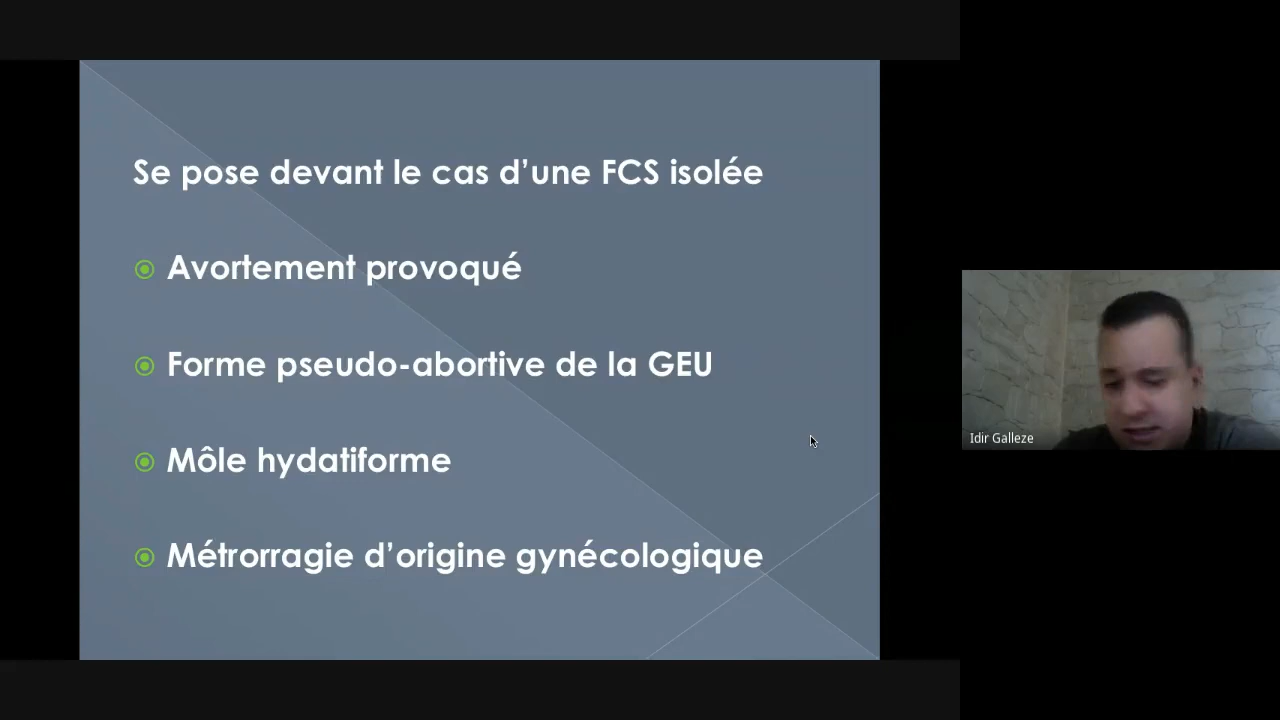 Se pose devant le cas d’une FCS isolée
Avortement provoqué
Forme pseudo-abortive de la GEU
Môle hydatiforme
Métrorragie d’origine gynécologique
Idir Galleze